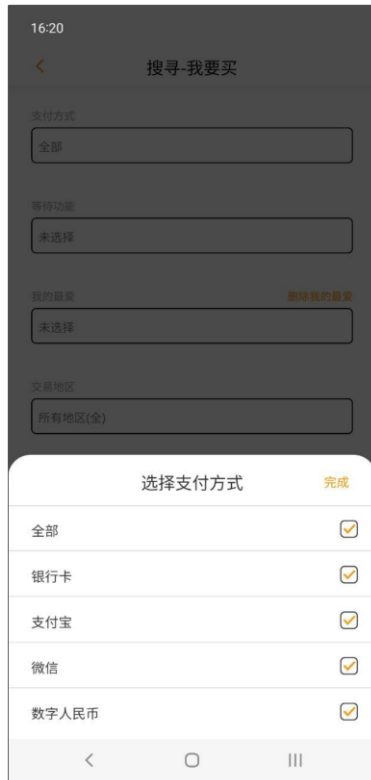 16:20
搜寻-我要买
支付方式
全部
等待功能
未选择
我的最爱 删除我的最爱
未选择
交易地区
所有地区(全)
选择支付方式 完成
全部
银行卡
支付宝
微信
数字人民币